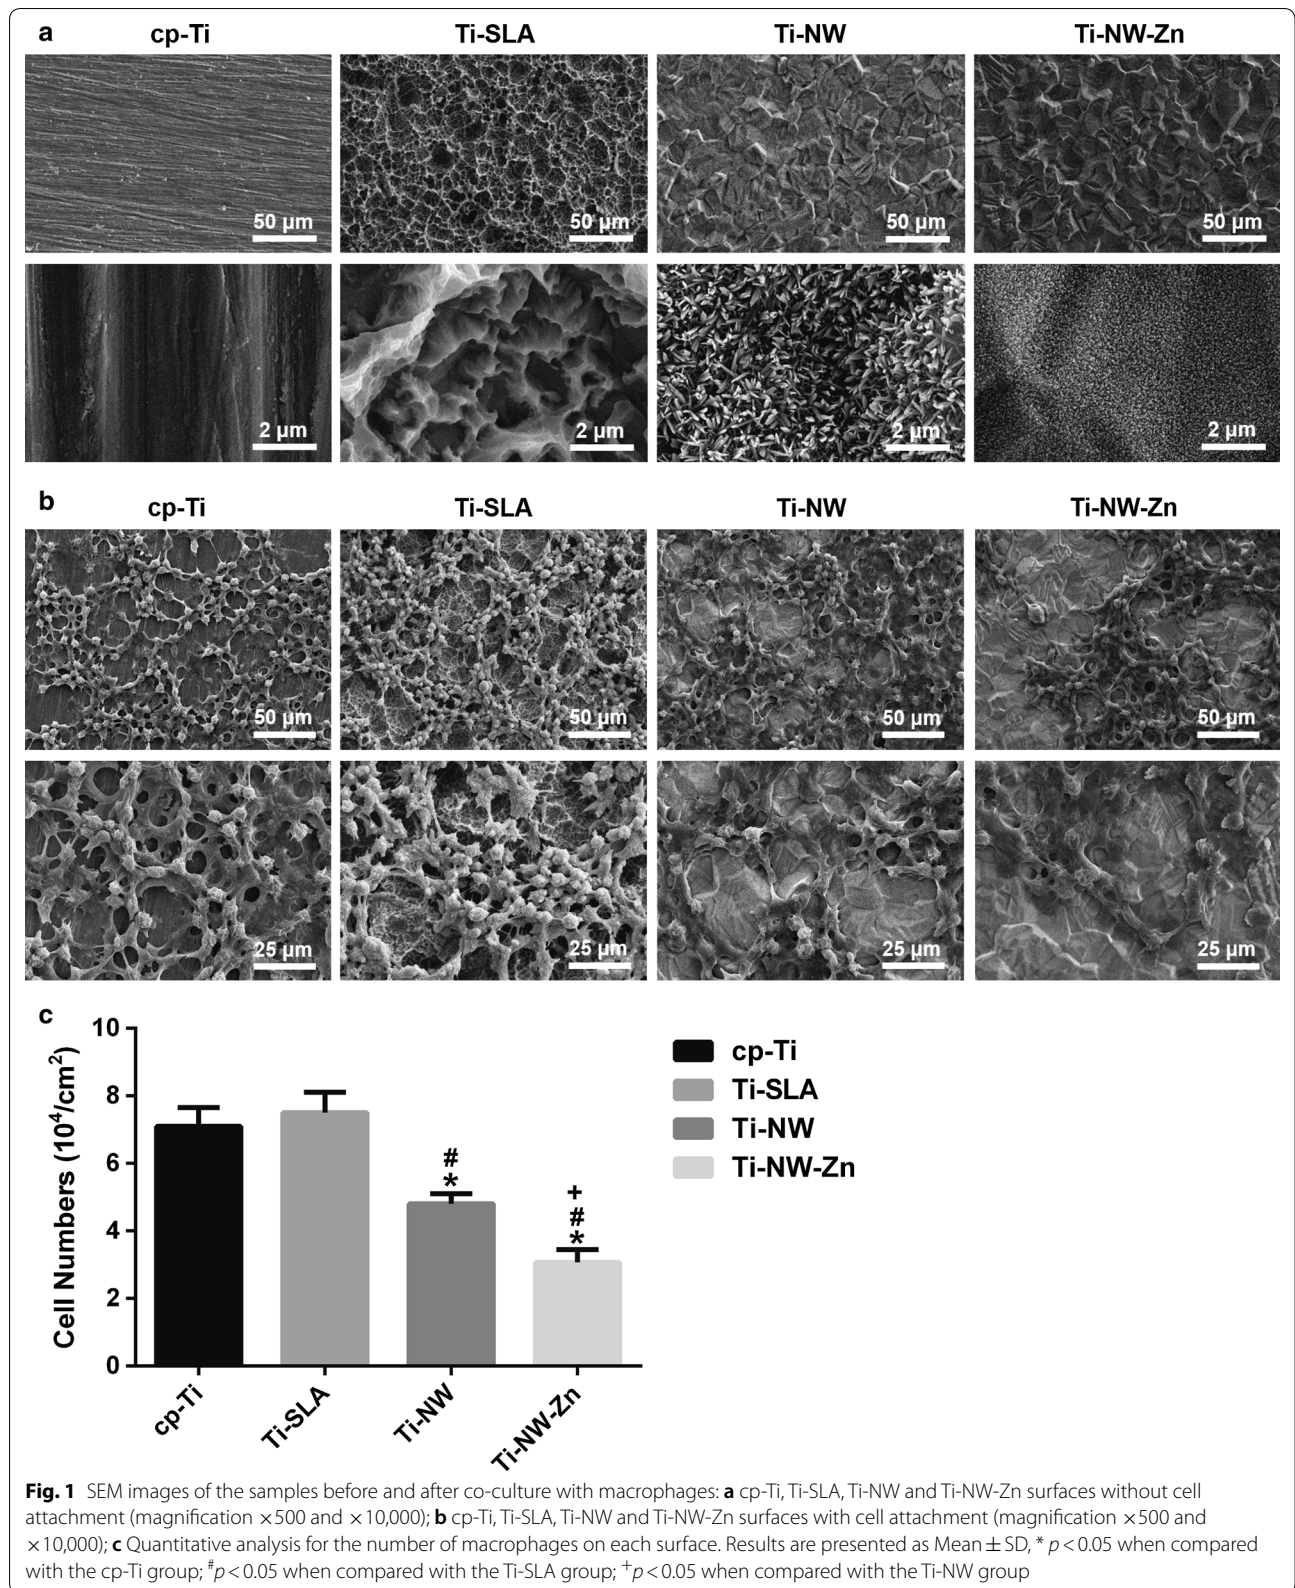 a
cp-Ti Ti-SLA Ti-NW Ti-NW-Zn
50 µm 50 µm 50 µm 50 µm
2 µm 2 µm 2 µm 2 µm
b
cp-Ti Ti-SLA Ti-NW Ti-NW-Zn
50 µm 50 µm 50 µm 50 µm
25 µm 25 µm 25 µm 25 µm
c
Cell Numbers (10⁴/cm²)
10
8
6
4
2
0
#
*
+
#
*
cp-Ti
Ti-SLA
Ti-NW
Ti-NW-Zn
cp-Ti
Ti-SLA
Ti-NW
Ti-NW-Zn
Fig. 1 SEM images of the samples before and after co-culture with macrophages: a cp-Ti, Ti-SLA, Ti-NW and Ti-NW-Zn surfaces without cell
attachment (magnification ×500 and ×10,000); b cp-Ti, Ti-SLA, Ti-NW and Ti-NW-Zn surfaces with cell attachment (magnification ×500 and
×10,000); c Quantitative analysis for the number of macrophages on each surface. Results are presented as Mean ± SD, * p < 0.05 when compared
with the cp-Ti group; #p < 0.05 when compared with the Ti-SLA group; +p < 0.05 when compared with the Ti-NW group